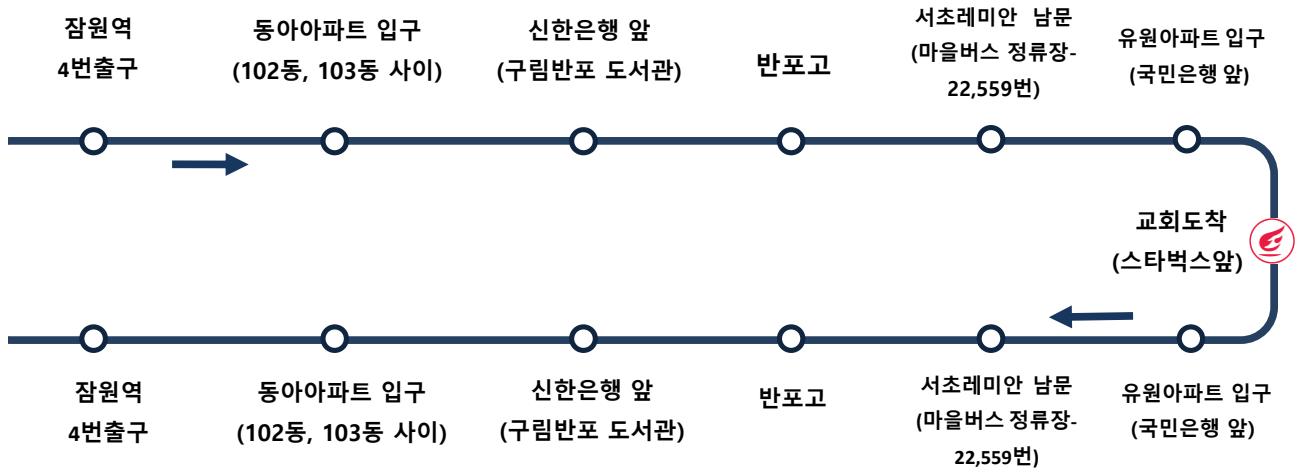 잠원역
4번출구
동아아파트 입구
(102동, 103동 사이)
신한은행 앞
(구림반포 도서관)
반포고
서초레미안 남문
(마을버스 정류장-
22,559번)
유원아파트 입구
(국민은행 앞)
교회도착
(스타벅스앞)
잠원역
4번출구
동아아파트 입구
(102동, 103동 사이)
신한은행 앞
(구림반포 도서관)
반포고
서초레미안 남문
(마을버스 정류장-
22,559번)
유원아파트 입구
(국민은행 앞)